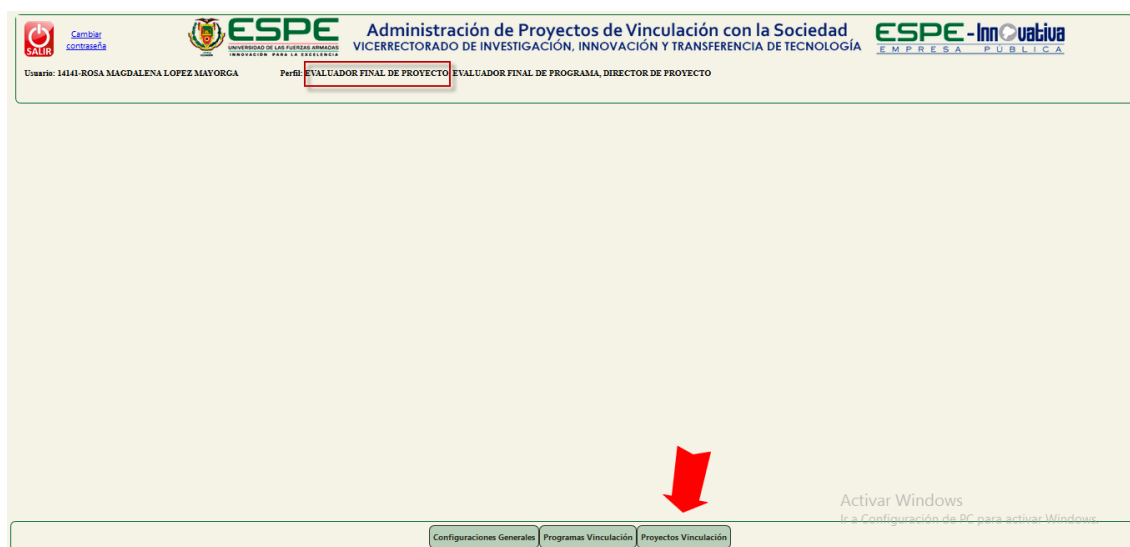 SALIR
Cambiar
contraseña
ESPE
UNIVERSIDAD DE LAS FUERZAS ARMADAS
INNOVACIÓN PARA LA EXCELENCIA
Administración de Proyectos de Vinculación con la Sociedad
VICERRECTORADO DE INVESTIGACIÓN, INNOVACIÓN Y TRANSFERENCIA DE TECNOLOGÍA
ESPE-Innovativa
EMPRESA PÚBLICA
Usuario: 14141-ROSA MAGDALENA LOPEZ MAYORGA Perfil: EVALUADOR FINAL DE PROYECTO, EVALUADOR FINAL DE PROGRAMA, DIRECTOR DE PROYECTO
Activar Windows
Ir a Configuración de PC para activar Windows.
Configuraciones Generales Programas Vinculación Proyectos Vinculación